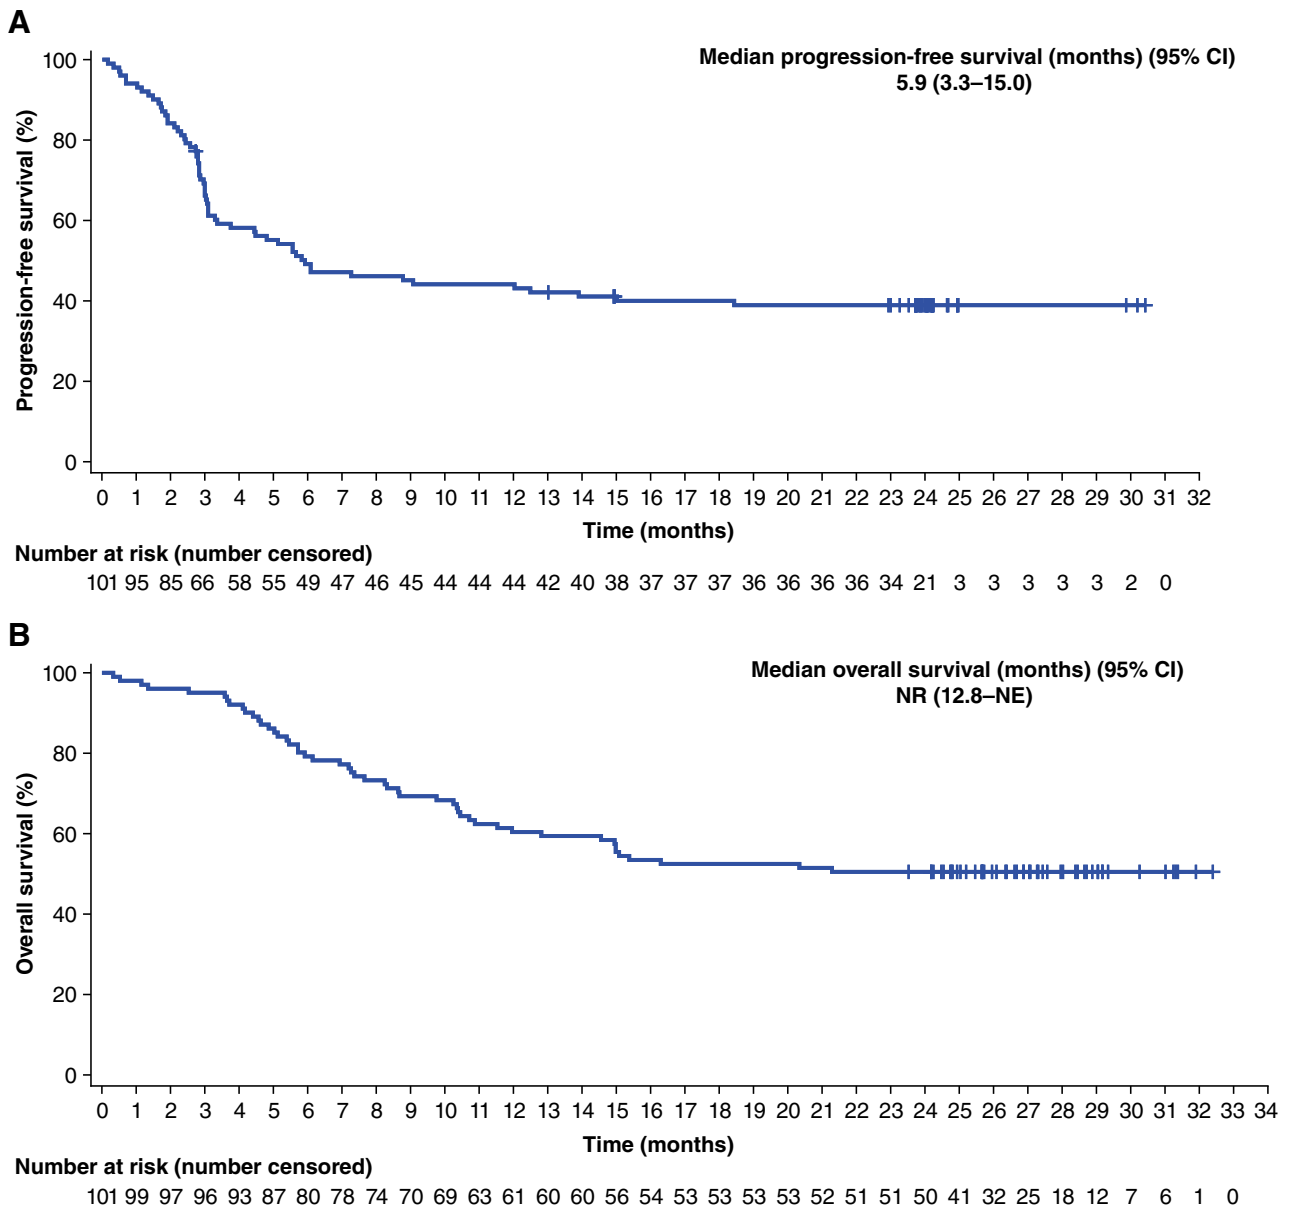 A
Median progression-free survival (months) (95% CI)
5.9 (3.3–15.0)
Progression-free survival (%)
100
80
60
40
20
0
0 1 2 3 4 5 6 7 8 9 10 11 12 13 14 15 16 17 18 19 20 21 22 23 24 25 26 27 28 29 30 31 32
Time (months)
Number at risk (number censored)
101 95 85 66 58 55 49 47 46 45 44 44 44 42 40 38 37 37 37 36 36 36 36 34 21 3 3 3 3 3 2 0
B
Median overall survival (months) (95% CI)
NR (12.8–NE)
Overall survival (%)
100
80
60
40
20
0
0 1 2 3 4 5 6 7 8 9 10 11 12 13 14 15 16 17 18 19 20 21 22 23 24 25 26 27 28 29 30 31 32 33 34
Time (months)
Number at risk (number censored)
101 99 97 96 93 87 80 78 74 70 69 63 61 60 60 56 54 53 53 53 53 52 51 51 50 41 32 25 18 12 7 6 1 0